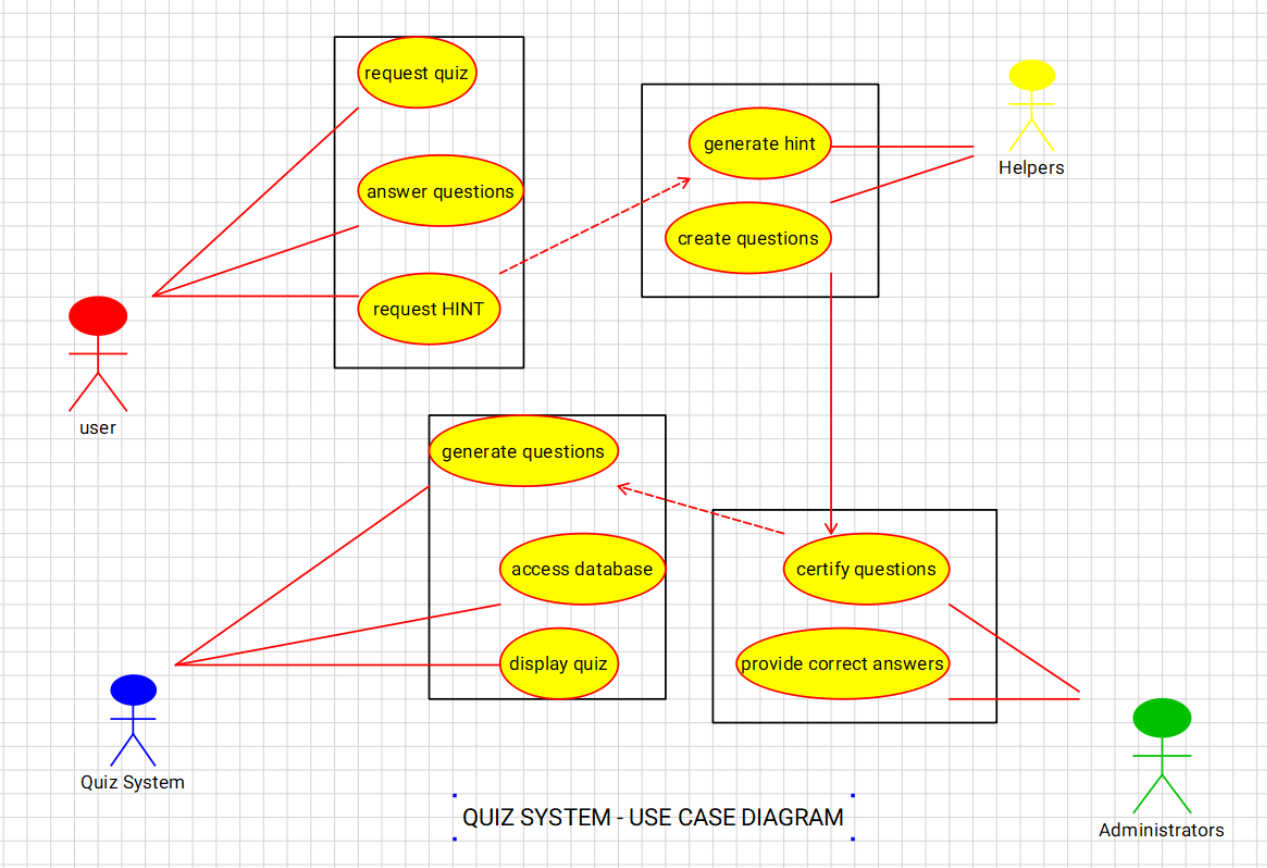 request quiz
answer questions
request HINT
user
generate hint
create questions
Helpers
generate questions
access database
display quiz
Quiz System
certify questions
provide correct answers
Administrators
QUIZ SYSTEM - USE CASE DIAGRAM